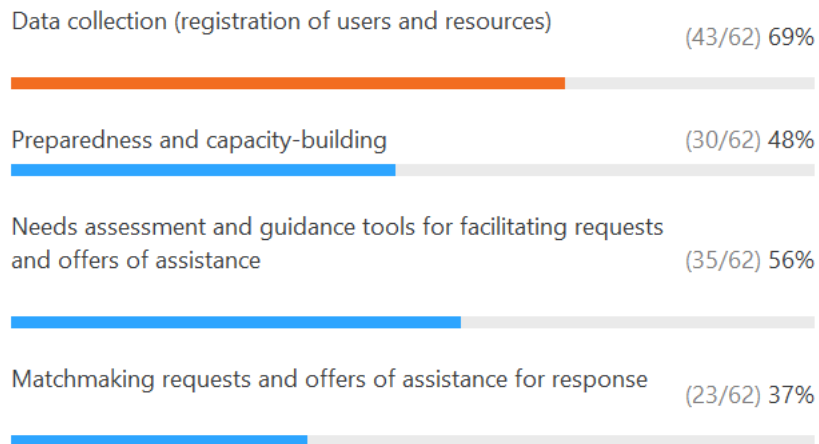 Data collection (registration of users and resources)
(43/62) 69%
Preparedness and capacity-building
(30/62) 48%
Needs assessment and guidance tools for facilitating requests
and offers of assistance
(35/62) 56%
Matchmaking requests and offers of assistance for response
(23/62) 37%